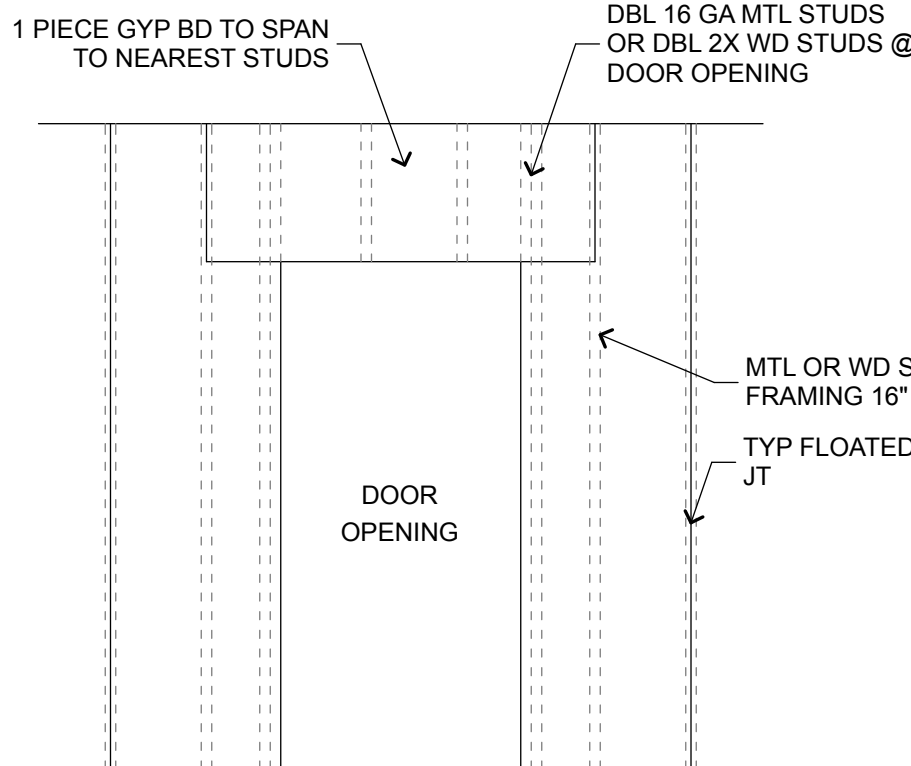 1 PIECE GYP BD TO SPAN
TO NEAREST STUDS
DBL 16 GA MTL STUDS
OR DBL 2X WD STUDS @
DOOR OPENING
MTL OR WD S
FRAMING 16"
TYP FLOATED
JT
DOOR
OPENING